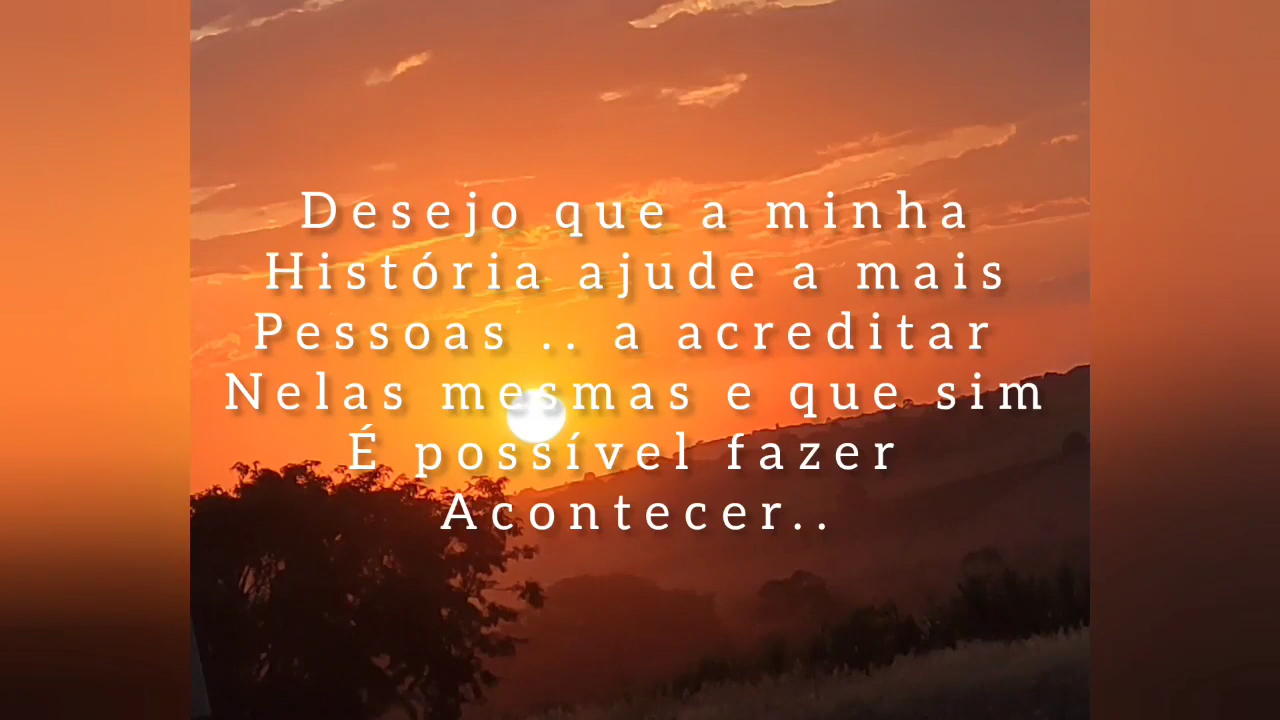 Desejo que a minha
História ajude a mais
Pessoas .. a acreditar
Nelas mesmas e que sim
É possível fazer
Acontecer..